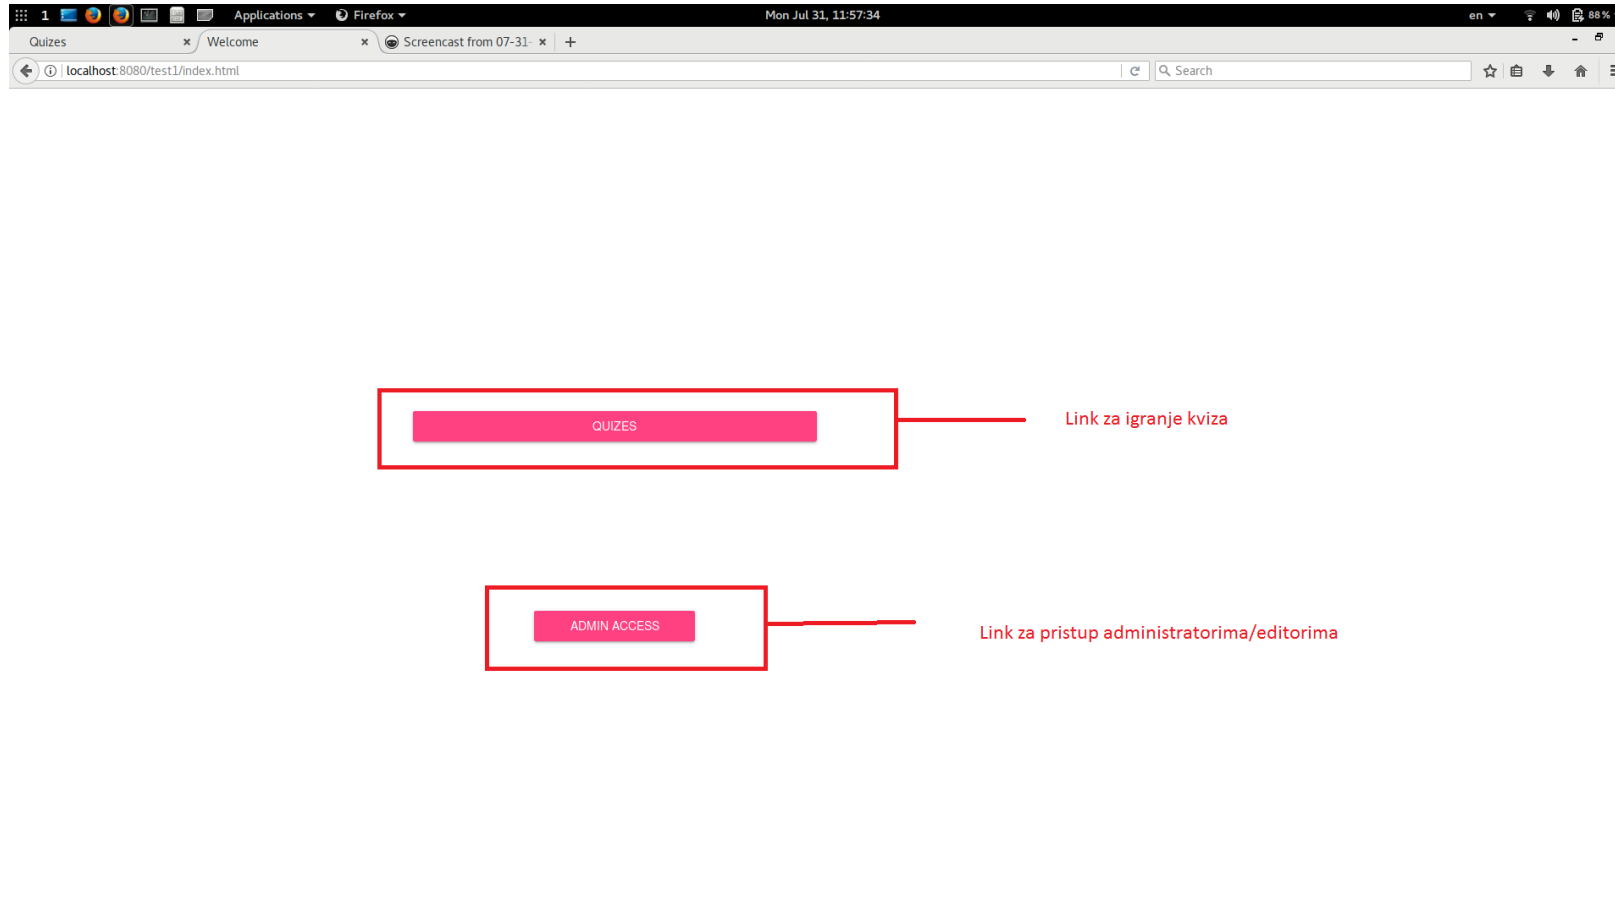 1 Applications Firefox Mon Jul 31, 11:57:34 en 88%
Quizes Welcome Screencast from 07-31-
localhost:8080/test1/index.html Search
QUIZES
Link za igranje kviza
ADMIN ACCESS
Link za pristup administratorima/editorima